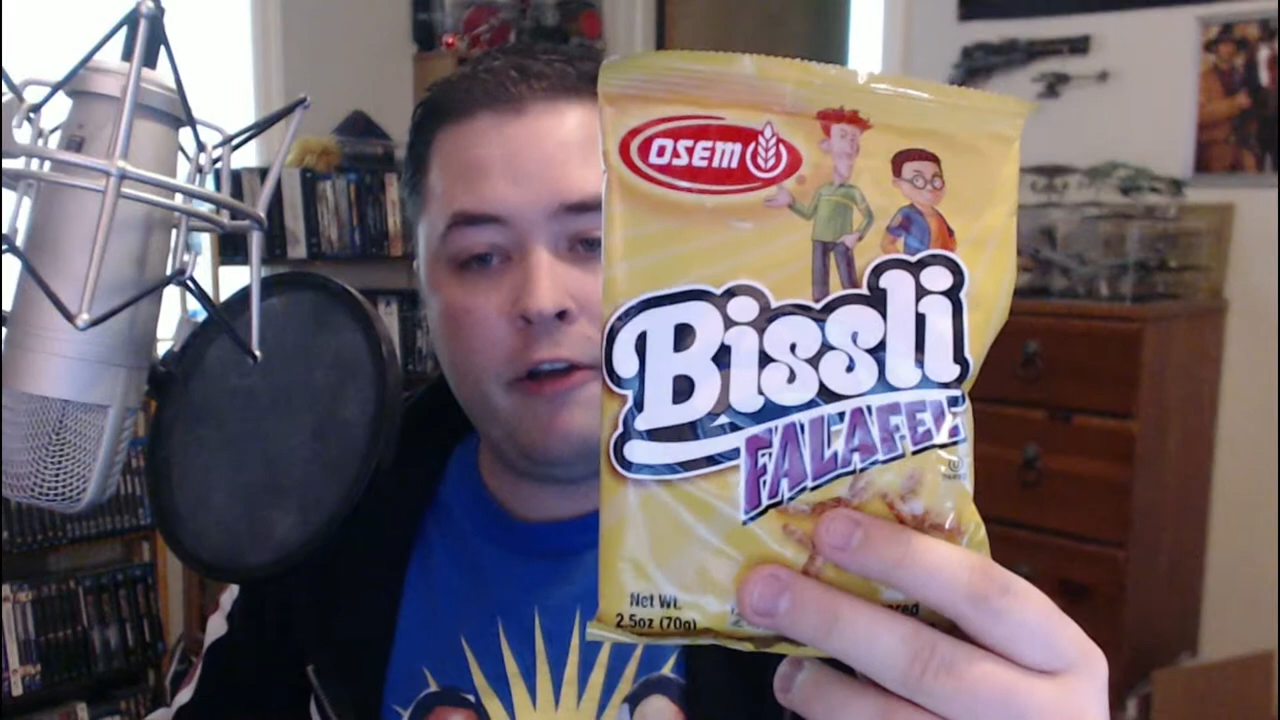 OSEM
Bissli
FALAFEL
Net Wt.
2.5oz (70g)